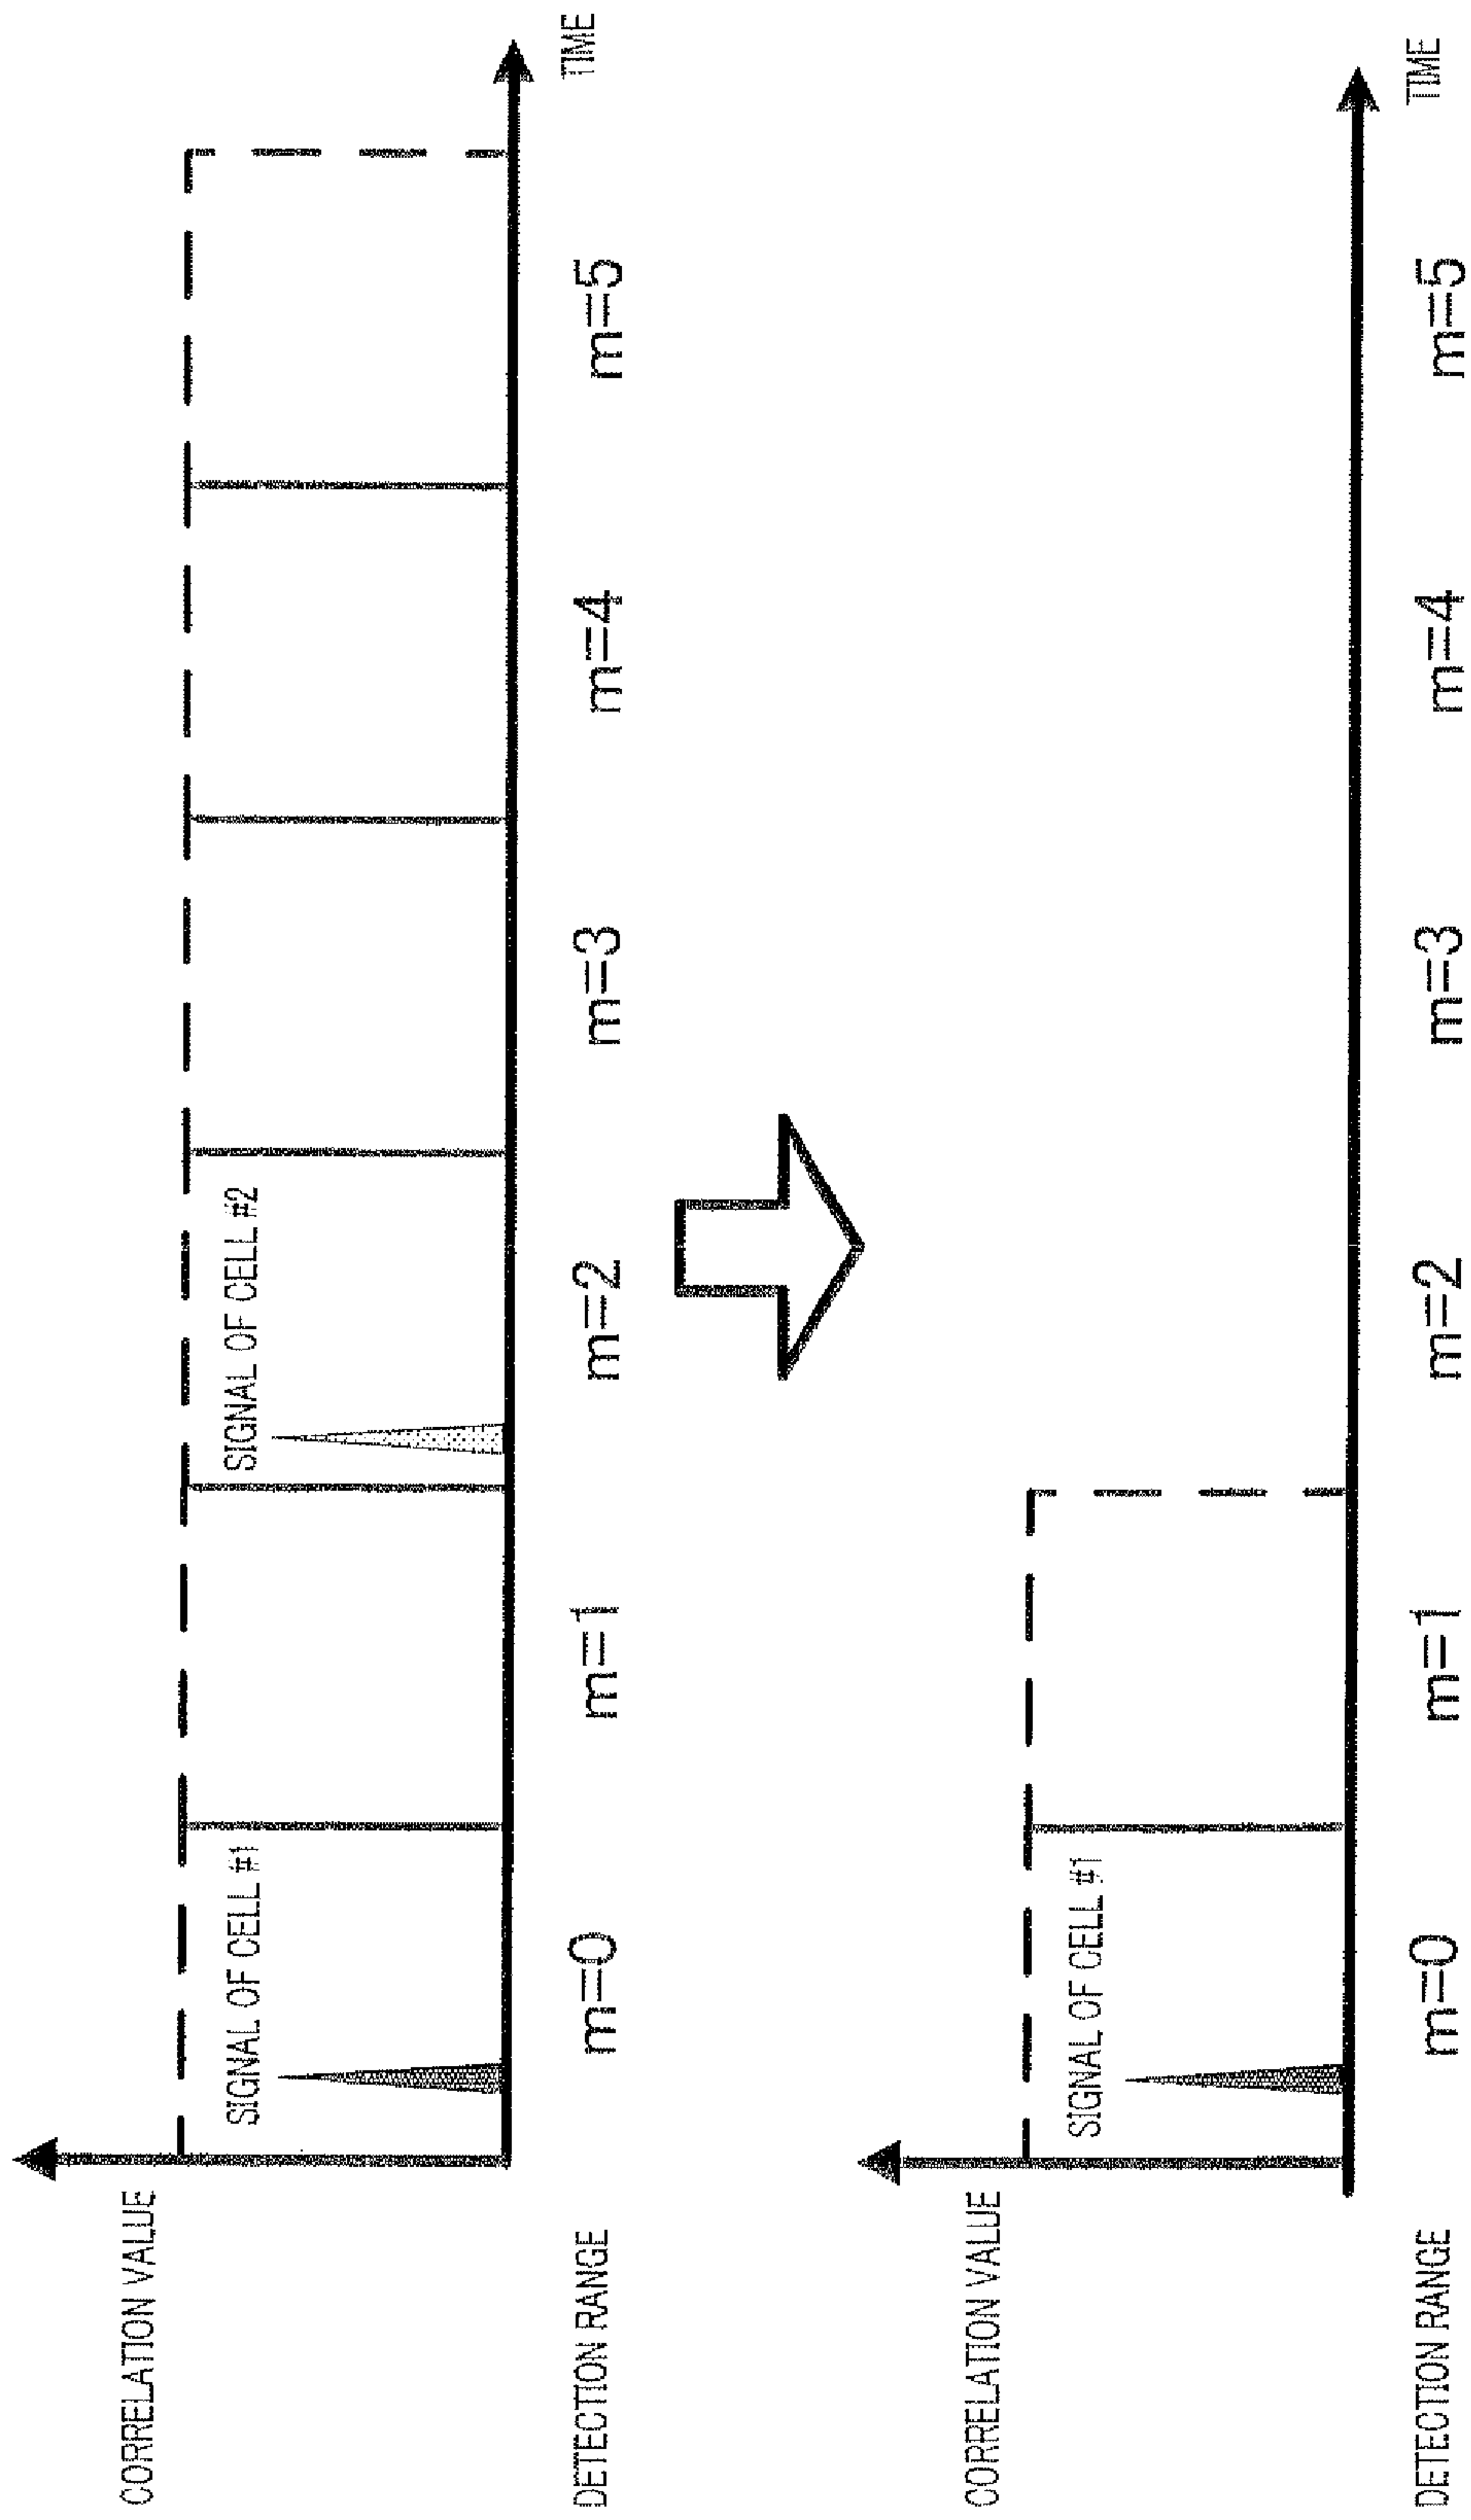 CORRELATION VALUE
SIGNAL OF CELL #1
SIGNAL OF CELL #2
TIME
DETECTION RANGE
m=0
m=1
m=2
m=3
m=4
m=5
CORRELATION VALUE
SIGNAL OF CELL #1
TIME
DETECTION RANGE
m=0
m=1
m=2
m=3
m=4
m=5